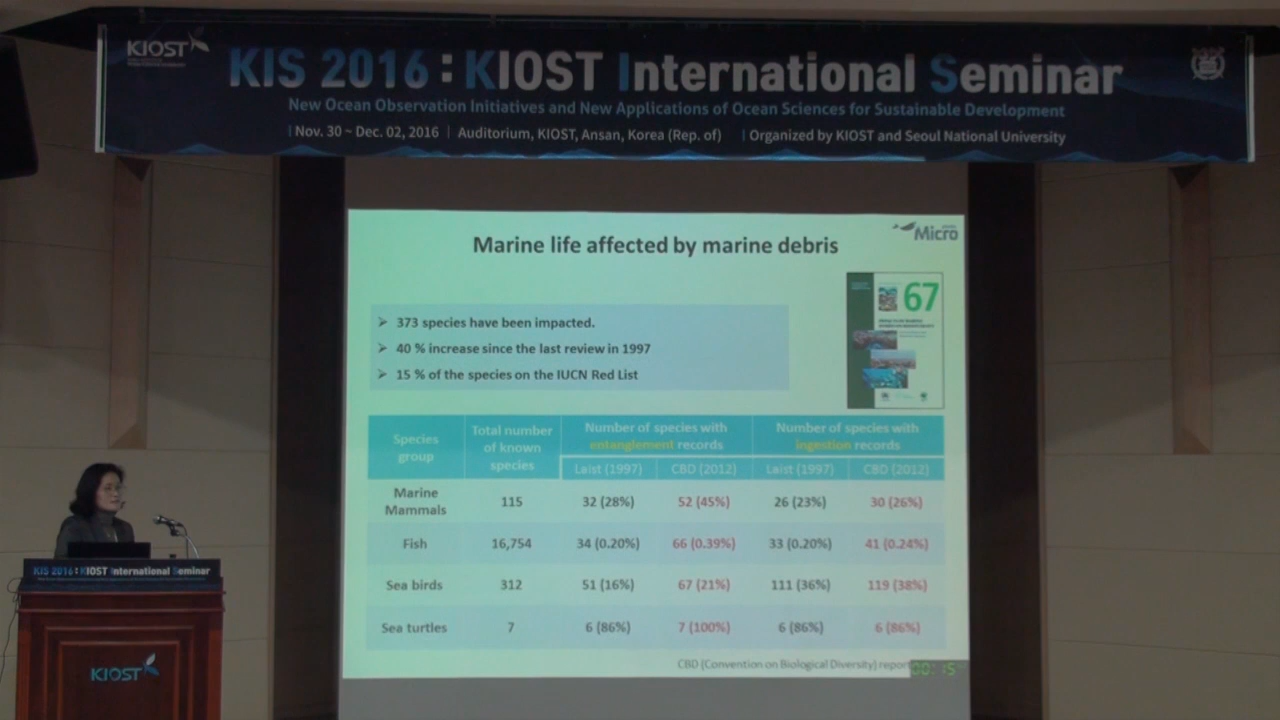 KIOST
KIS 2016 : KIOST International Seminar
New Ocean Observation Initiatives and New Applications of Ocean Sciences for Sustainable Development
Nov. 30 ~ Dec. 02, 2016 | Auditorium, KIOST, Ansan, Korea (Rep. of) | Organized by KIOST and Seoul National University
Marine life affected by marine debris
Micro
67
➢ 373 species have been impacted.
➢ 40 % increase since the last review in 1997
➢ 15 % of the species on the IUCN Red List
Species group
Total number of known species
Number of species with entanglement records
Number of species with ingestion records
Laist (1997) CBD (2012) Laist (1997) CBD (2012)
Marine Mammals 115 32 (28%) 52 (45%) 26 (23%) 30 (26%)
Fish 16,754 34 (0.20%) 66 (0.39%) 33 (0.20%) 41 (0.24%)
Sea birds 312 51 (16%) 67 (21%) 111 (36%) 119 (38%)
Sea turtles 7 6 (86%) 7 (100%) 6 (86%) 6 (86%)
CBD (Convention on Biological Diversity) report
00:15
KIS 2016 : KIOST International Seminar
KIOST